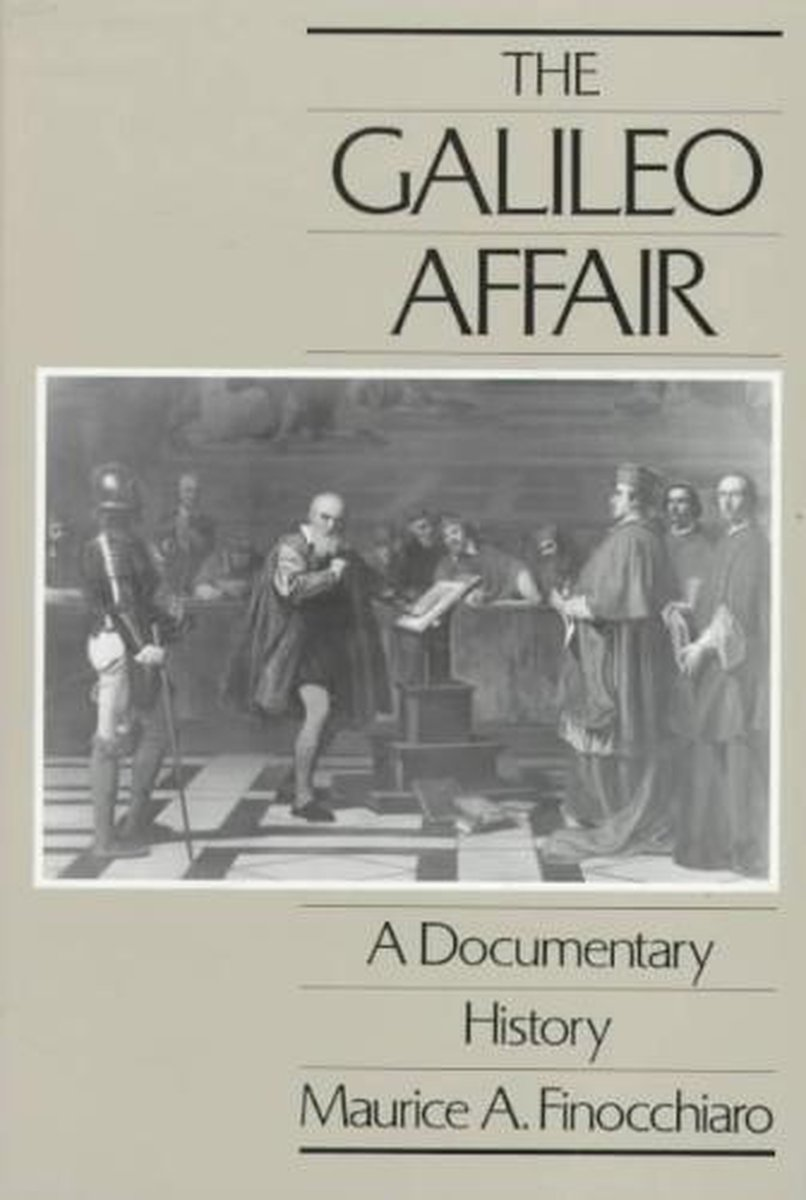 THE
GALILEO
AFFAIR
A Documentary
History
Maurice A. Finocchiaro